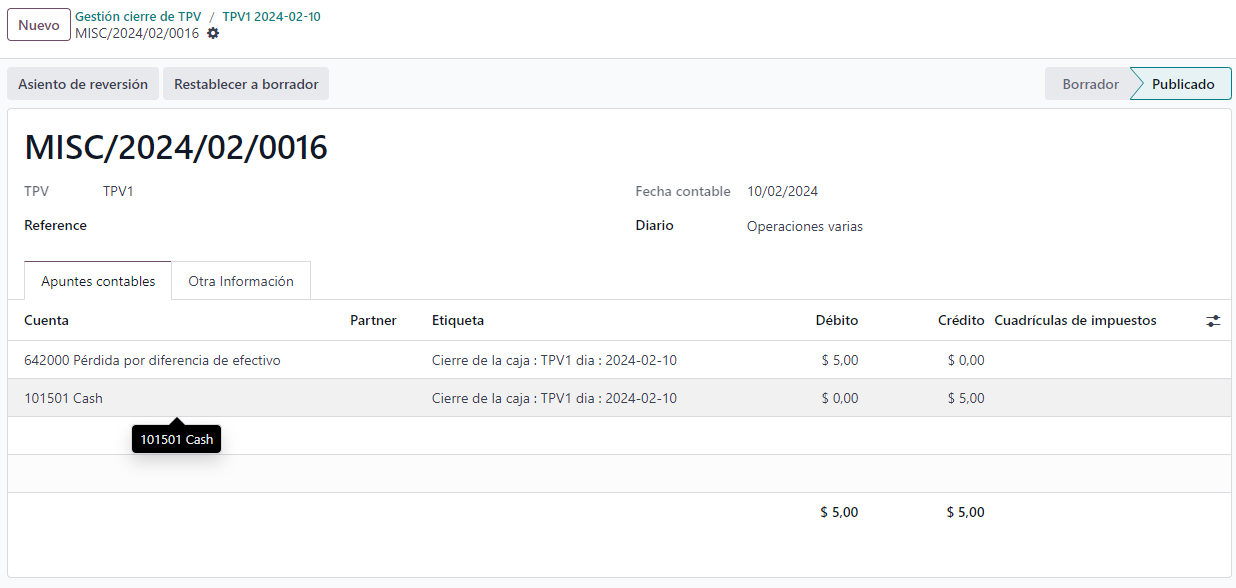 Nuevo
Gestión cierre de TPV / TPV1 2024-02-10
MISC/2024/02/0016
Asiento de reversión Restablecer a borrador Borrador Publicado
MISC/2024/02/0016
TPV TPV1 Fecha contable 10/02/2024
Reference Diario Operaciones varias
Apuntes contables Otra Información
Cuenta Partner Etiqueta Débito Crédito Cuadrículas de impuestos
642000 Pérdida por diferencia de efectivo Cierre de la caja : TPV1 dia : 2024-02-10 $ 5,00 $ 0,00
101501 Cash Cierre de la caja : TPV1 dia : 2024-02-10 $ 0,00 $ 5,00
101501 Cash
$ 5,00 $ 5,00